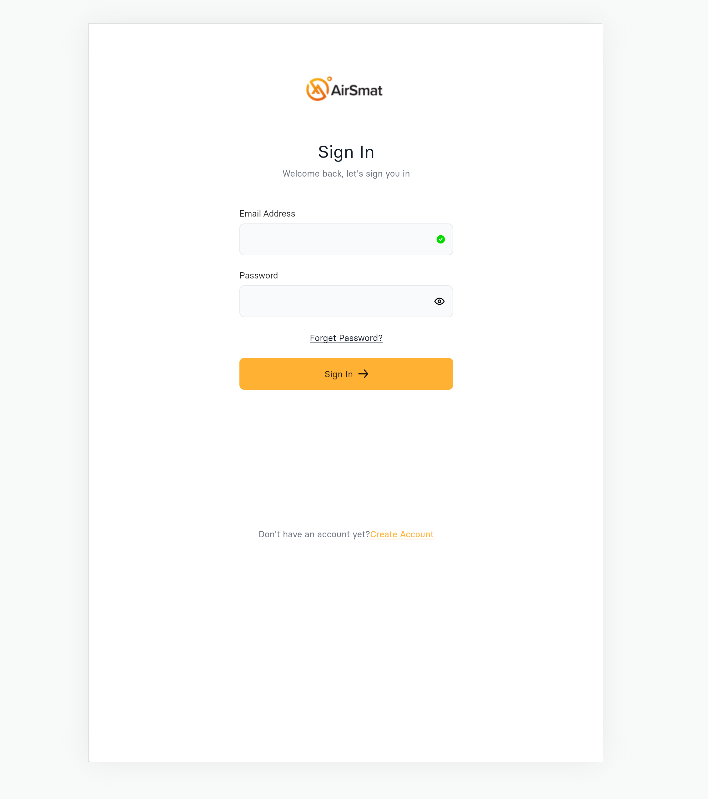 AirSmat
Sign In
Welcome back, let's sign you in
Email Address
Password
Forget Password?
Sign In →
Don't have an account yet?Create Account